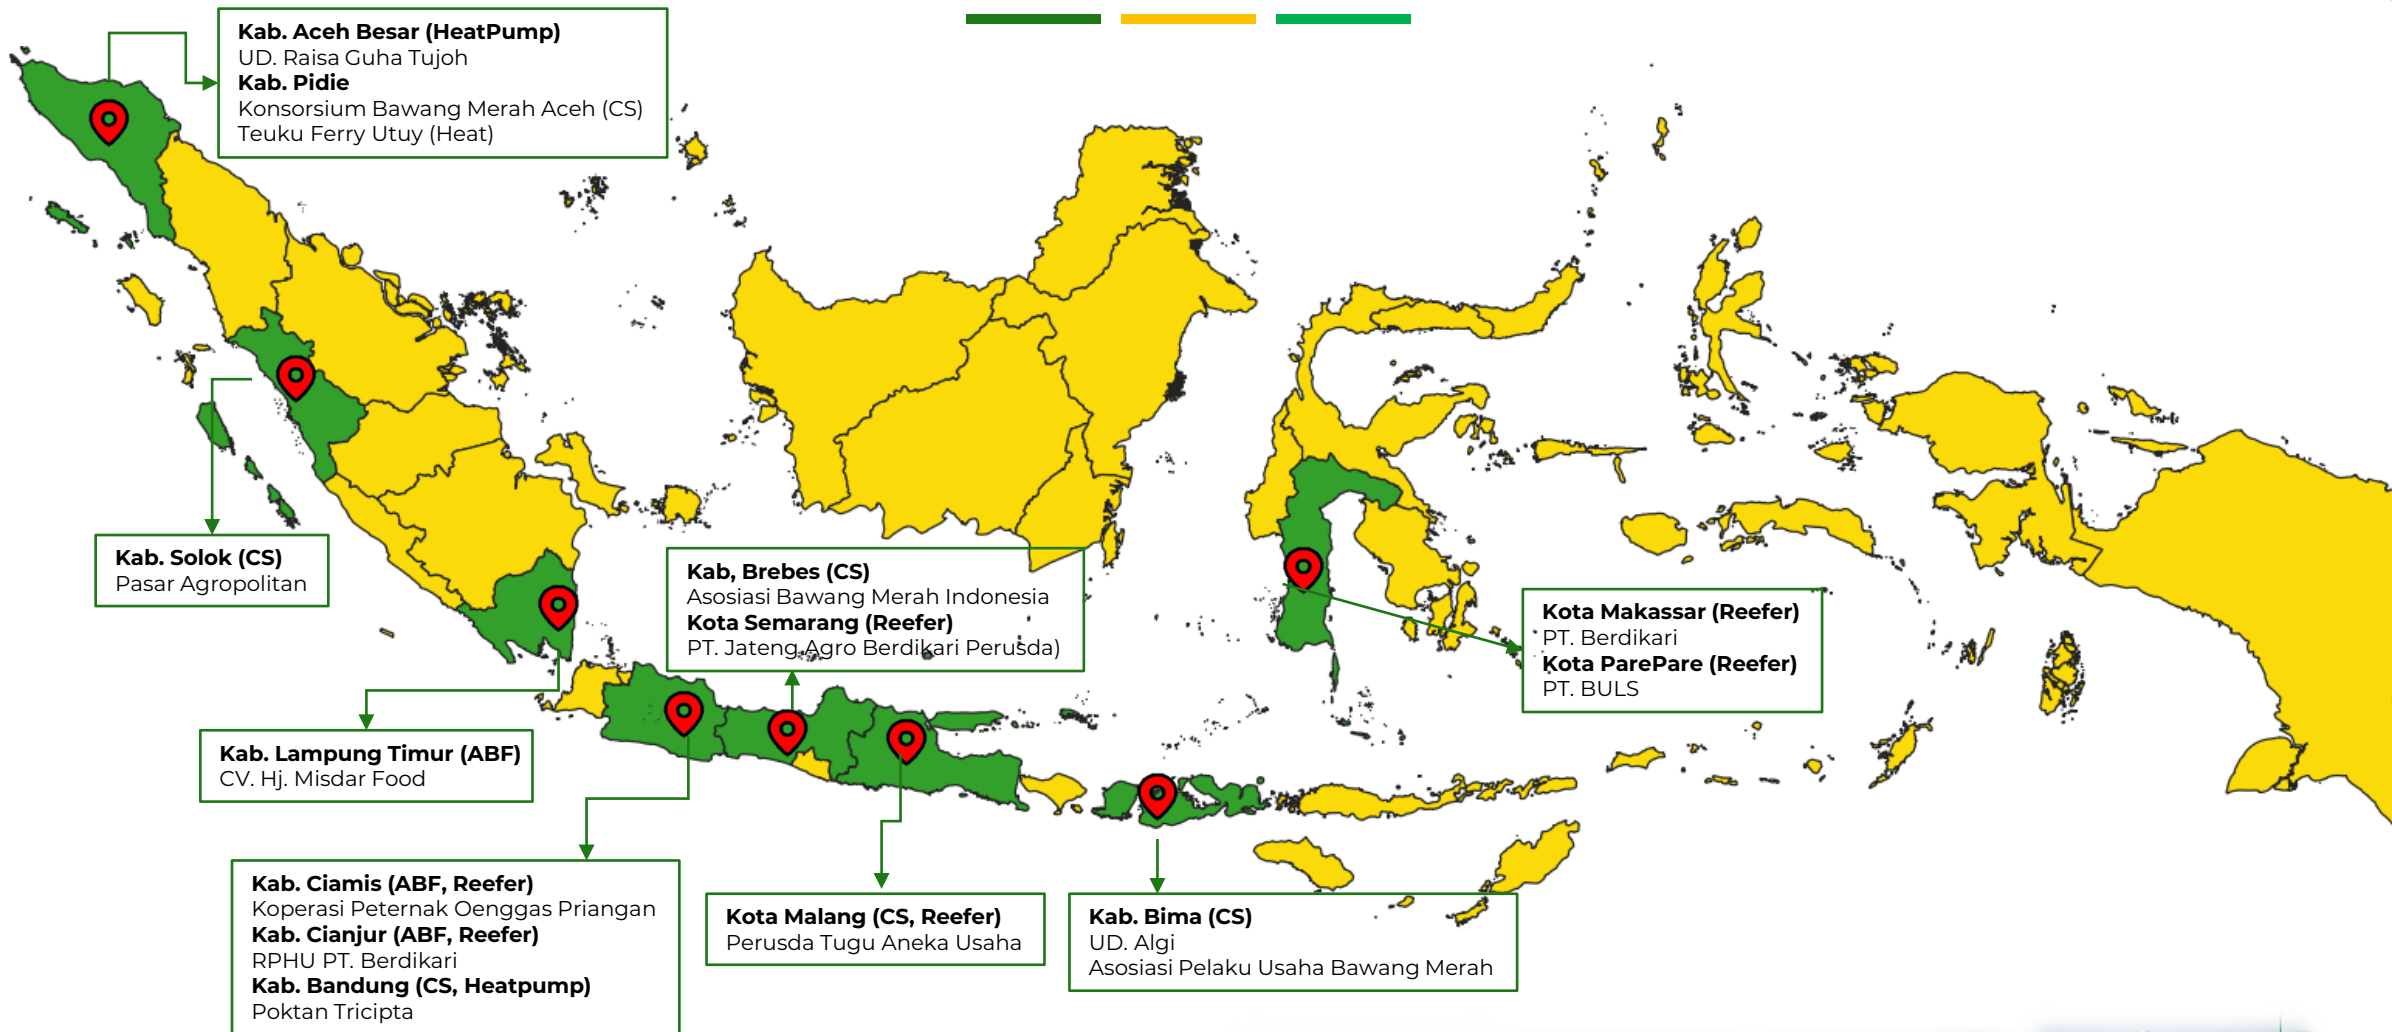 Kab. Aceh Besar (HeatPump)
UD. Raisa Guha Tujoh
Kab. Pidie
Konsorsium Bawang Merah Aceh (CS)
Teuku Ferry Utuy (Heat)
Kab. Solok (CS)
Pasar Agropolitan
Kab, Brebes (CS)
Asosiasi Bawang Merah Indonesia
Kota Semarang (Reefer)
PT. Jateng Agro Berdikari Perusda)
Kota Makassar (Reefer)
PT. Berdikari
Kota ParePare (Reefer)
PT. BULS
Kab. Lampung Timur (ABF)
CV. Hj. Misdar Food
Kab. Ciamis (ABF, Reefer)
Koperasi Peternak Oenggas Priangan
Kab. Cianjur (ABF, Reefer)
RPHU PT. Berdikari
Kab. Bandung (CS, Heatpump)
Poktan Tricipta
Kota Malang (CS, Reefer)
Perusda Tugu Aneka Usaha
Kab. Bima (CS)
UD. Algi
Asosiasi Pelaku Usaha Bawang Merah